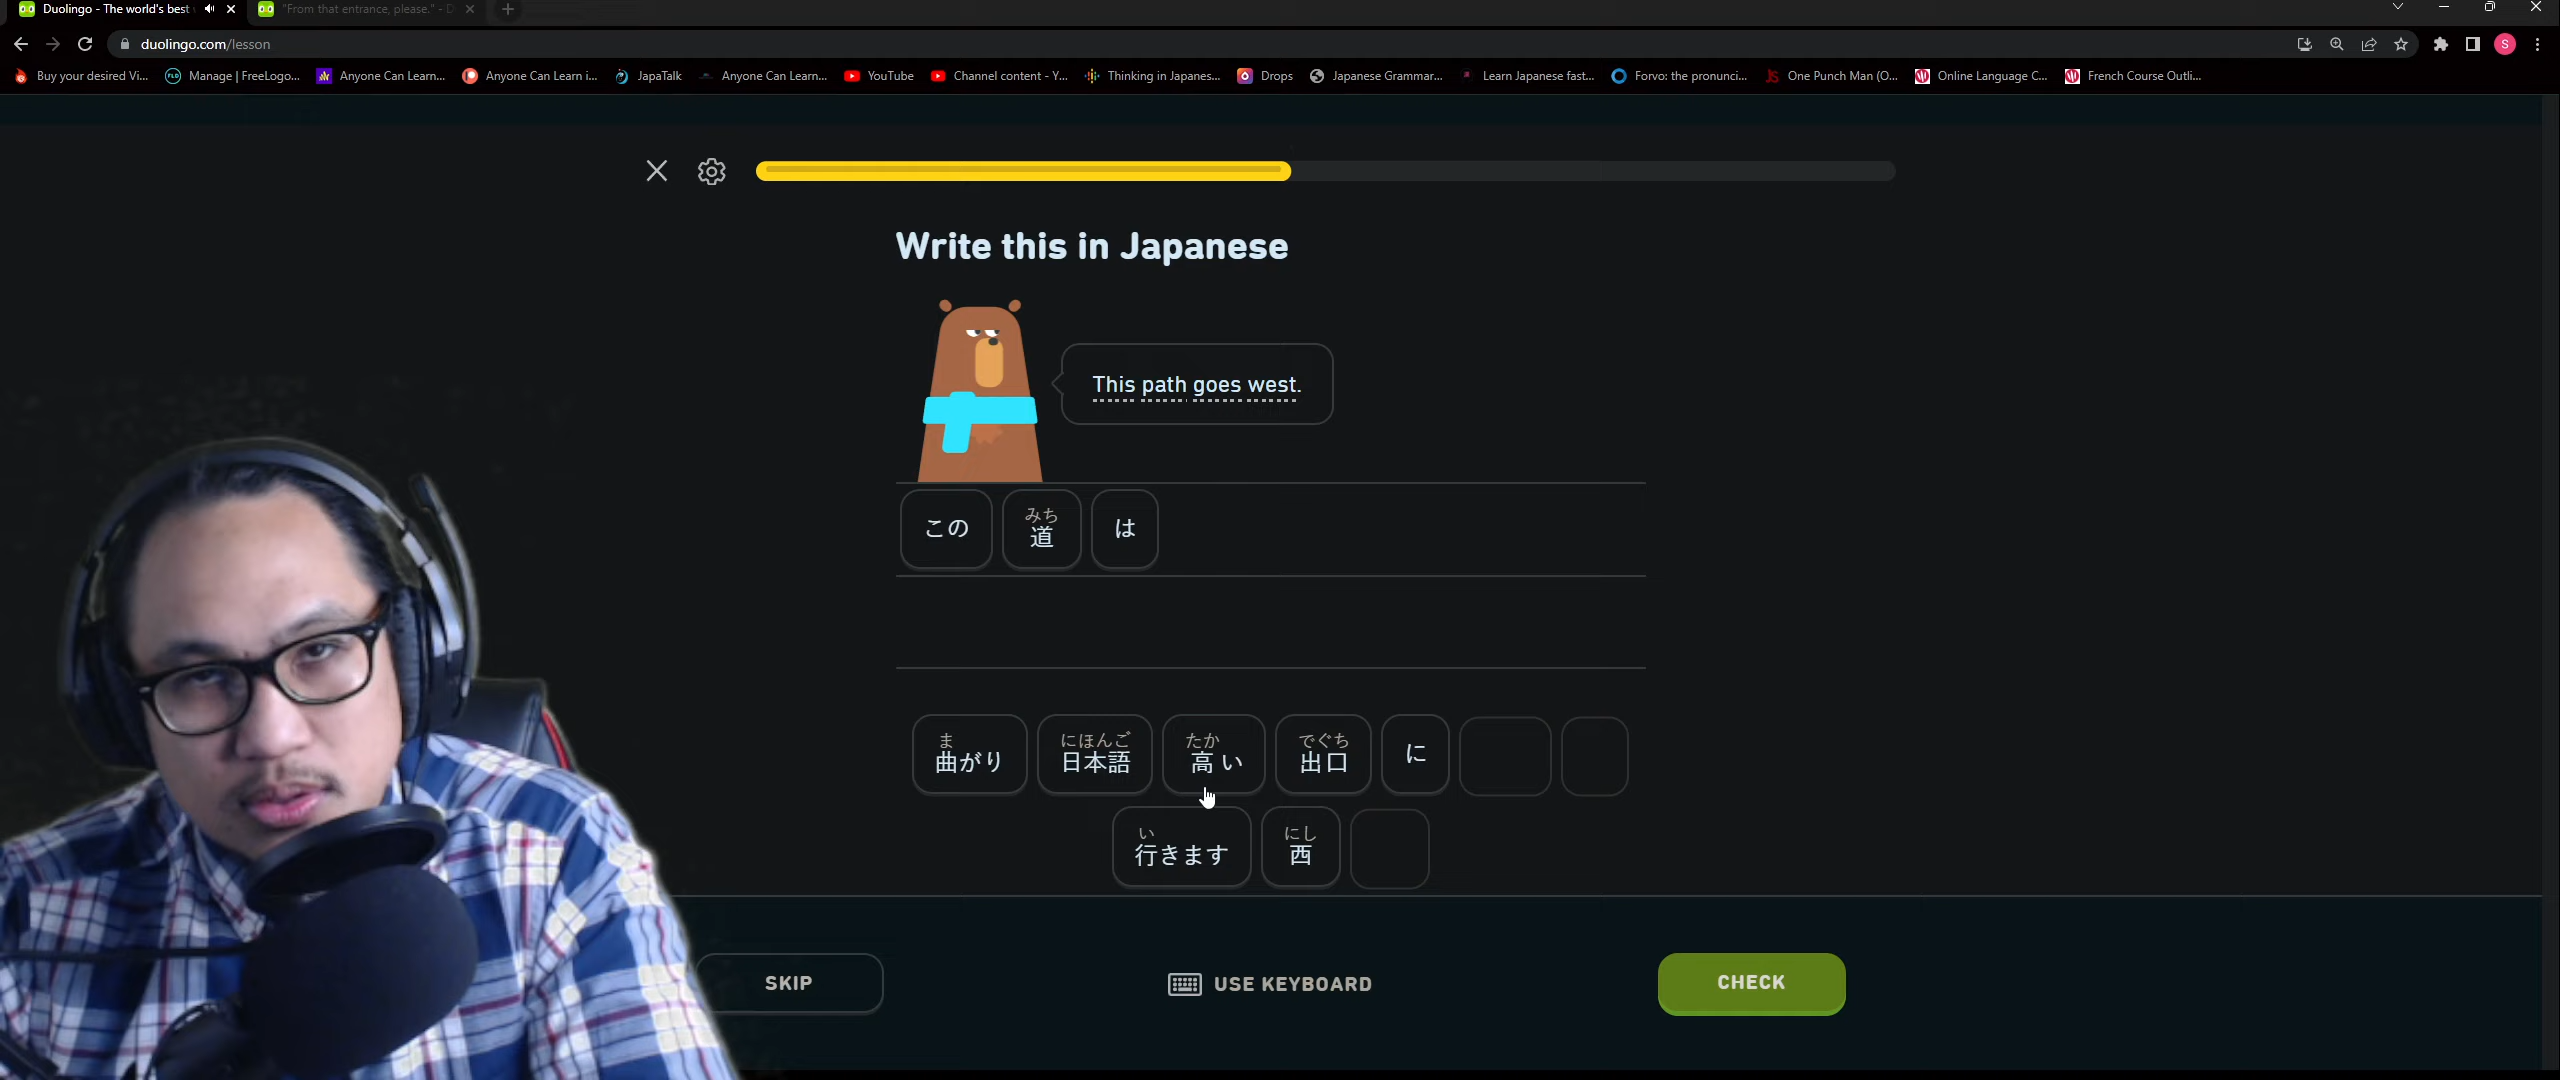 Duolingo - The world's best
"From that entrance, please." - D
duolingo.com/lesson
Buy your desired Vi...
Manage | FreeLogo...
Anyone Can Learn...
Anyone Can Learn i...
JapaTalk
Anyone Can Learn...
YouTube
Channel content - Y...
Thinking in Japanes...
Drops
Japanese Grammar...
Learn Japanese fast...
Forvo: the pronunci...
One Punch Man (O...
Online Language C...
French Course Outli...
S
Write this in Japanese
This path goes west.
みち
この 道 は
ま にほんご たか でぐち
曲がり 日本語 高い 出口 に
い にし
行きます 西
SKIP
USE KEYBOARD
CHECK